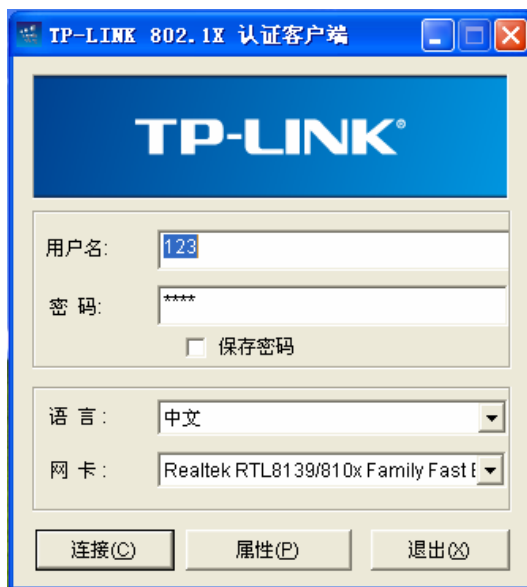 TP-LINK 802.1X 认证客户端
TP-LINK®
用户名: 123
密 码: ****
保存密码
语 言: 中文
网 卡: Realtek RTL8139/810x Family Fast E
连接(C) 属性(P) 退出(X)